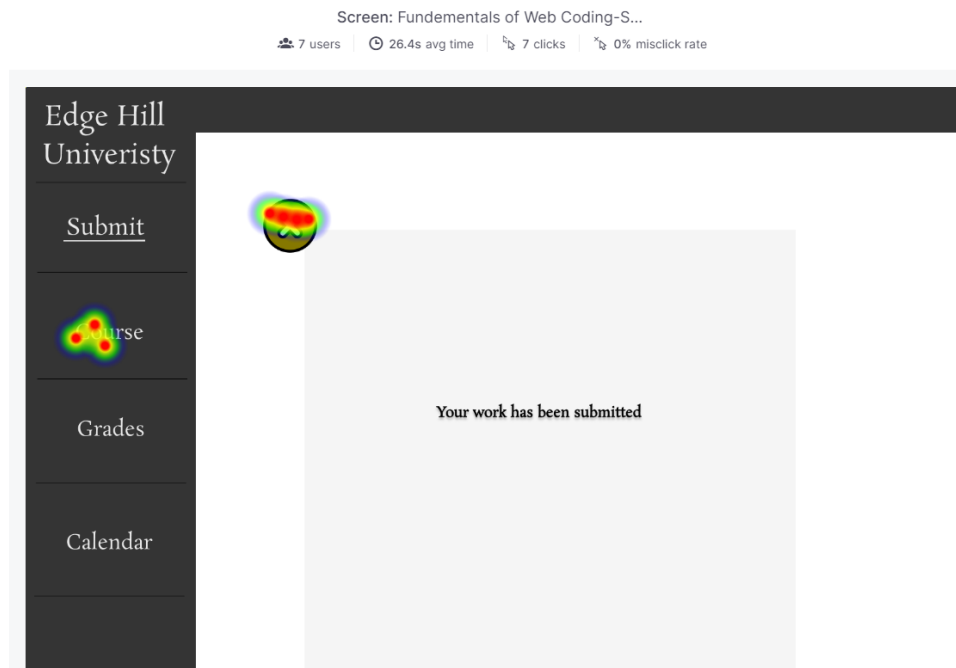 Screen: Fundementals of Web Coding-S...
7 users 26.4s avg time 7 clicks 0% misclick rate
Edge Hill
Univeristy
Submit
Course
Your work has been submitted
Grades
Calendar